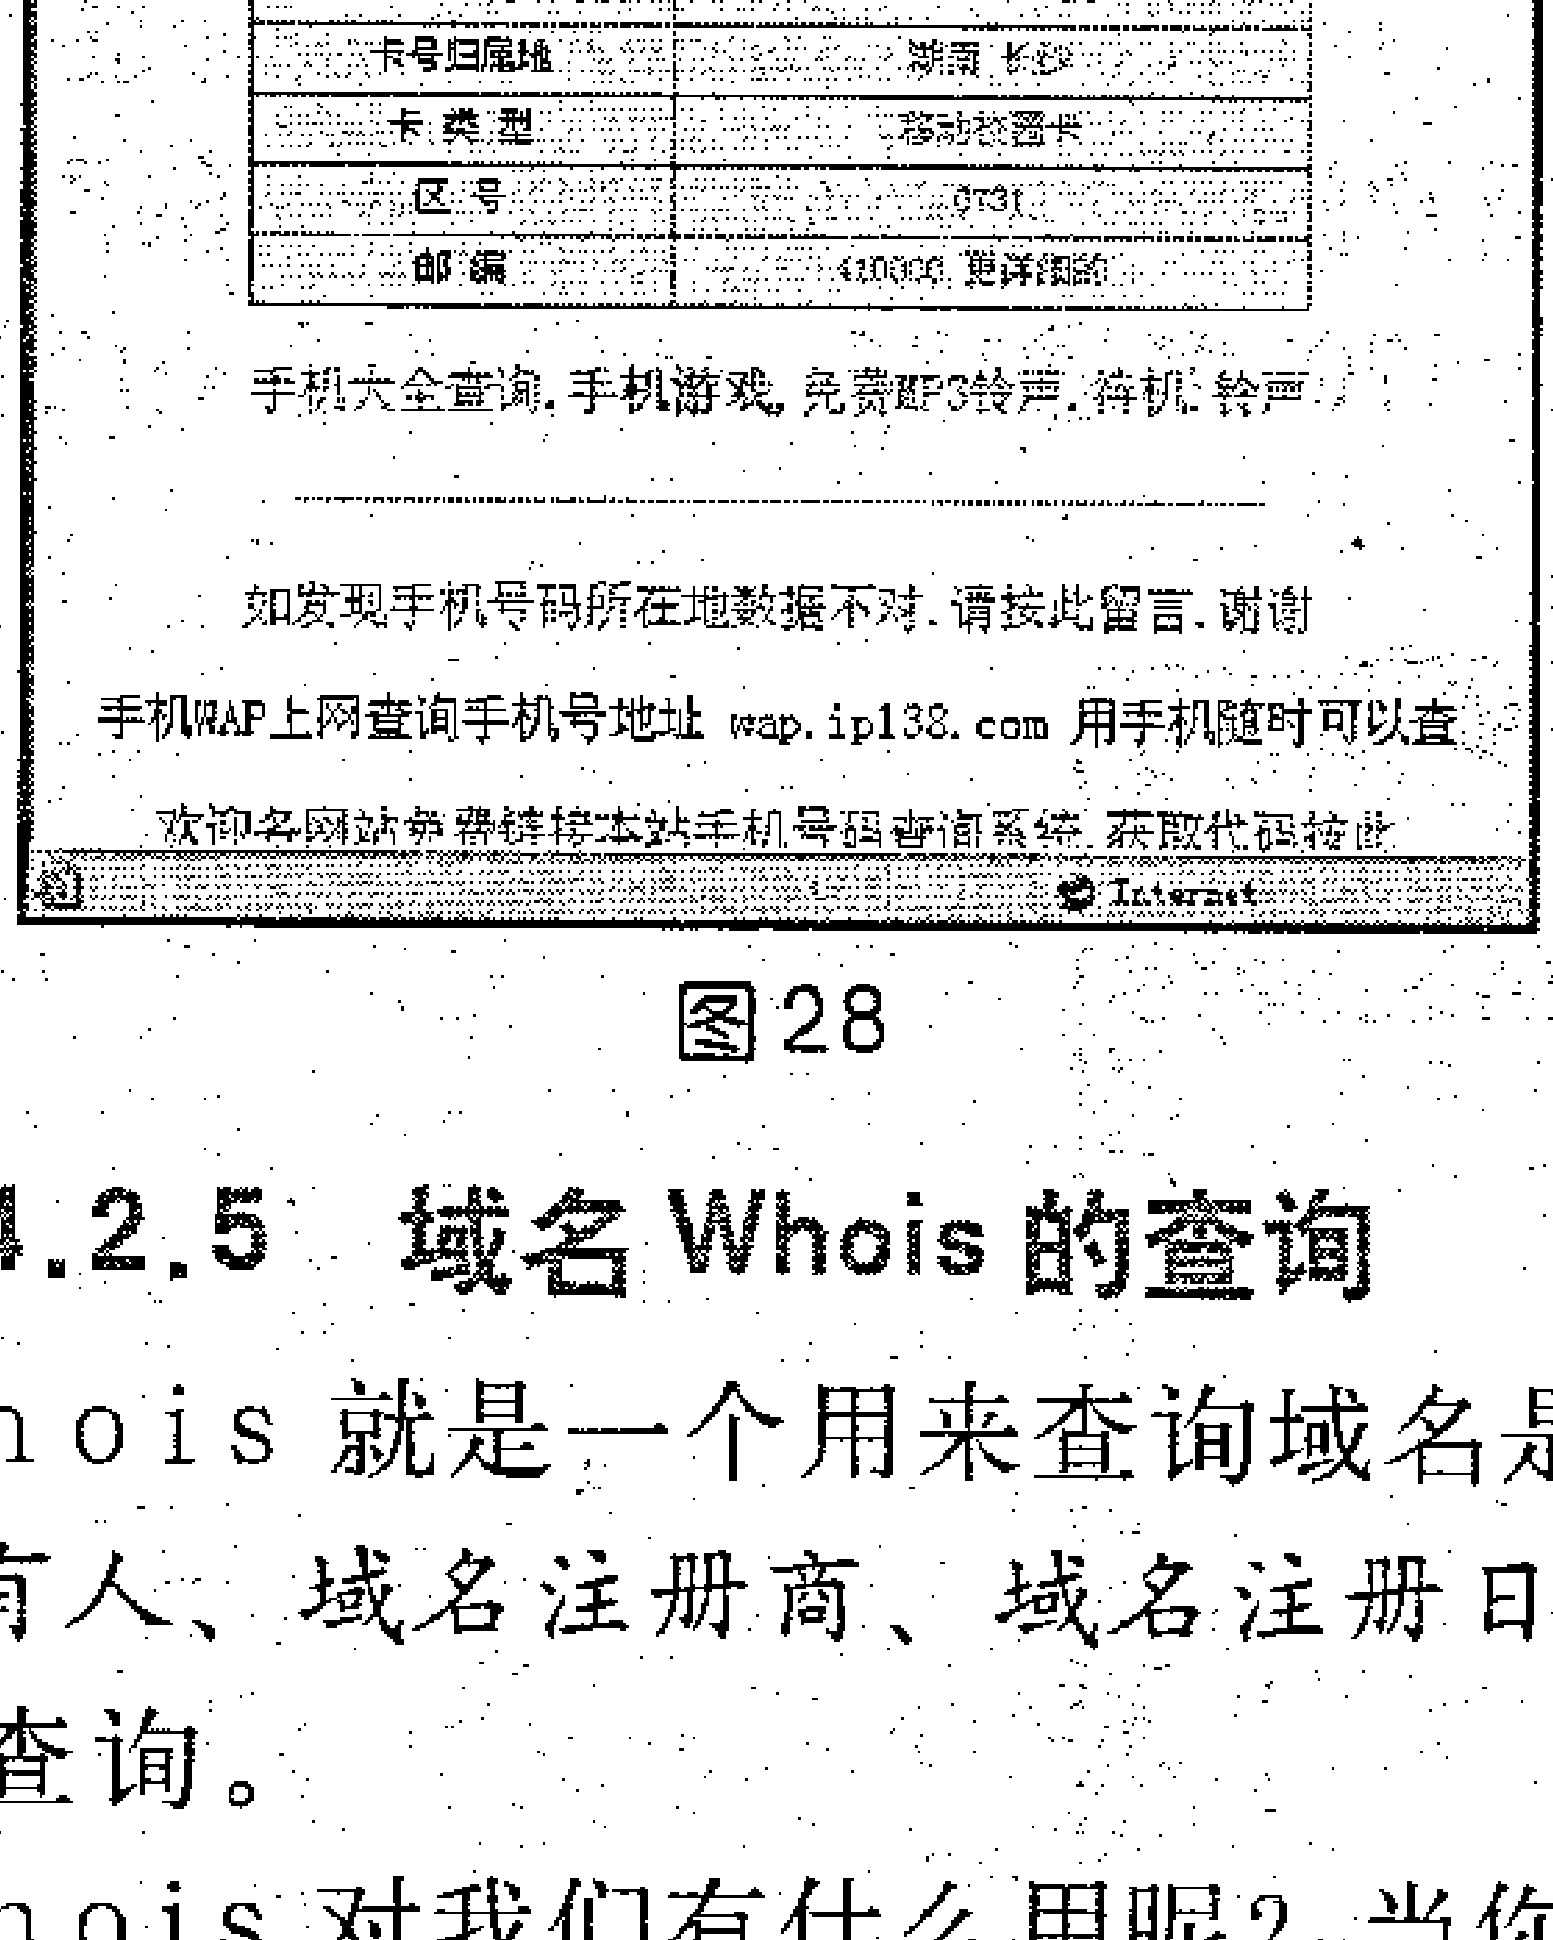 卡号归属地 湖南 长沙
卡 类 型
区 号 0731
邮 编 410000 更详细的
手机大全查询, 手机游戏, 免费MP3铃声, 待机, 铃声
如发现手机号码所在地数据不对, 请按此留言, 谢谢
手机WAP上网查询手机号地址 wap.ip138.com 用手机随时可以查
欢迎各网站免费链接本站手机号码查询系统, 获取代码按此
Internet
图28
4.2.5 域名 Whois 的查询
hois 就是一个用来查询域名是
有人、域名注册商、域名注册日
查询。
hois 对我们有什么用呢? 当你